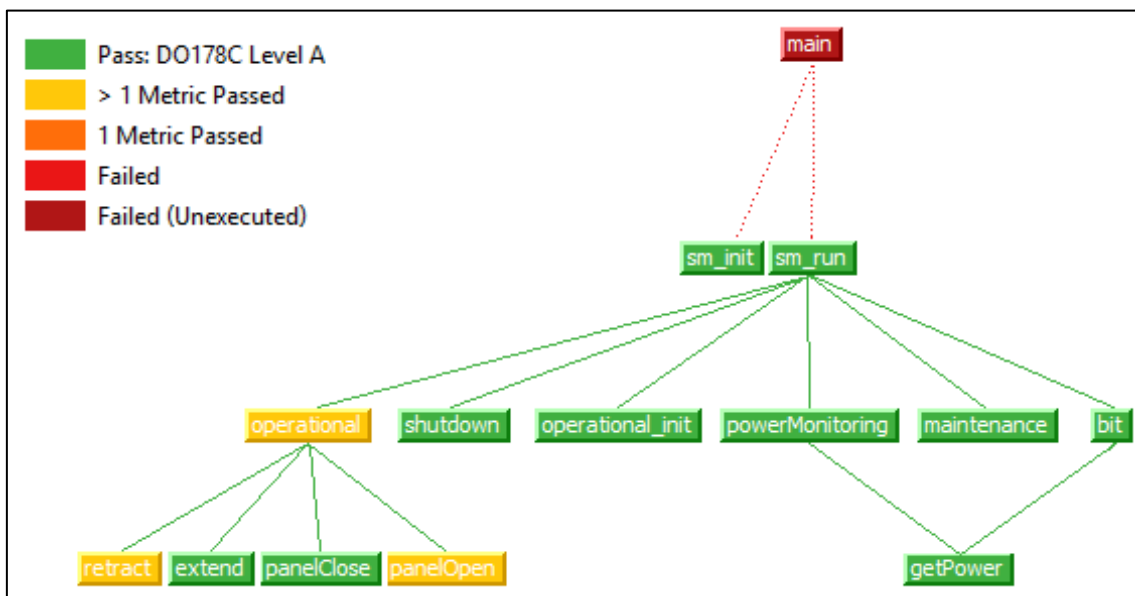 Pass: DO178C Level A
> 1 Metric Passed
1 Metric Passed
Failed
Failed (Unexecuted)
main
sm_init
sm_run
operational
shutdown
operational_init
powerMonitoring
maintenance
bit
retract
extend
panelClose
panelOpen
getPower